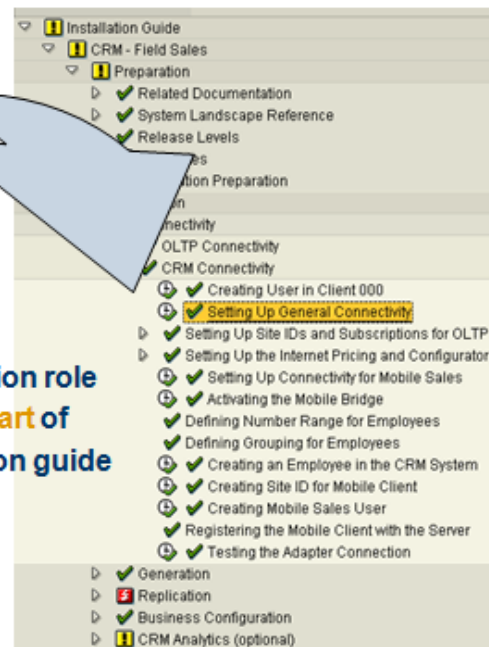 Installation Guide
CRM - Field Sales
Preparation
Related Documentation
System Landscape Reference
Release Levels
Preparation
OLTP Connectivity
CRM Connectivity
Creating User in Client 000
Setting Up General Connectivity
Setting Up Site IDs and Subscriptions for OLTP
Setting Up the Internet Pricing and Configurator
Setting Up Connectivity for Mobile Sales
Activating the Mobile Bridge
Defining Number Range for Employees
Defining Grouping for Employees
Creating an Employee in the CRM System
Creating Site ID for Mobile Client
Creating Mobile Sales User
Registering the Mobile Client with the Server
Testing the Adapter Connection
Generation
Replication
Business Configuration
CRM Analytics (optional)
ion role
art of
on guide